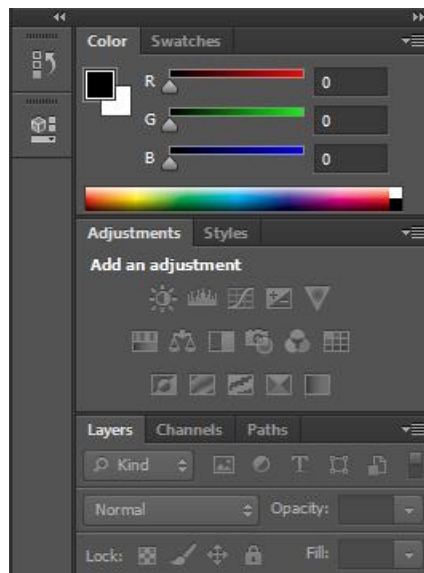 Color Swatches
R 0
G 0
B 0
Adjustments Styles
Add an adjustment
Layers Channels Paths
Kind T
Normal Opacity:
Lock: Fill: